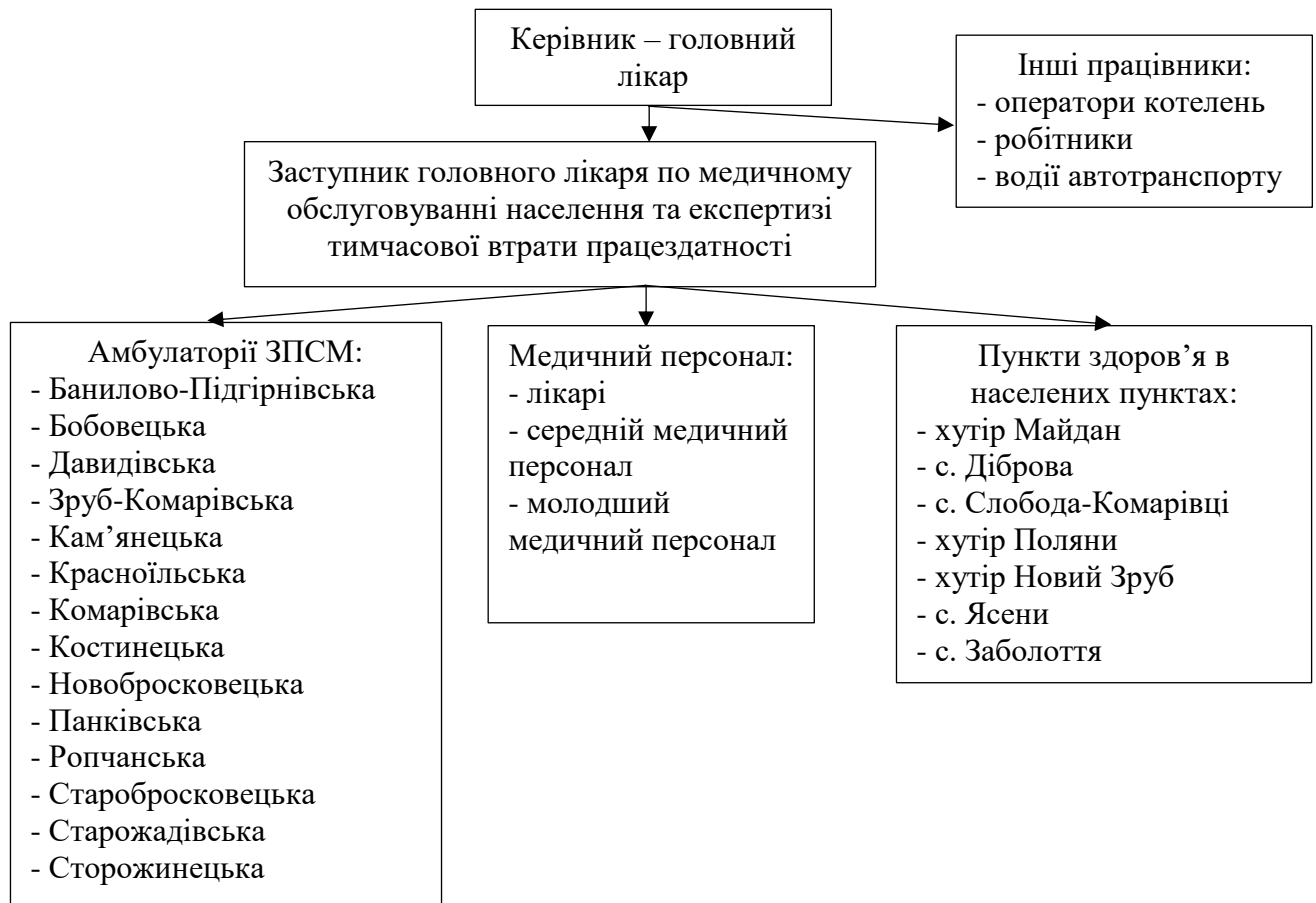 Керівник – головний
лікар
Інші працівники:
- оператори котелень
- робітники
- водії автотранспорту
Заступник головного лікаря по медичному
обслуговуванні населення та експертизі
тимчасової втрати працездатності
Амбулаторії ЗПСМ:
- Банилово-Підгірнівська
- Бобовецька
- Давидівська
- Зруб-Комарівська
- Кам’янецька
- Красноїльська
- Комарівська
- Костинецька
- Новобросковецька
- Панківська
- Ропчанська
- Старобросковецька
- Старожадівська
- Сторожинецька
Медичний персонал:
- лікарі
- середній медичний
персонал
- молодший
медичний персонал
Пункти здоров’я в
населених пунктах:
- хутір Майдан
- с. Діброва
- с. Слобода-Комарівці
- хутір Поляни
- хутір Новий Зруб
- с. Ясени
- с. Заболоття